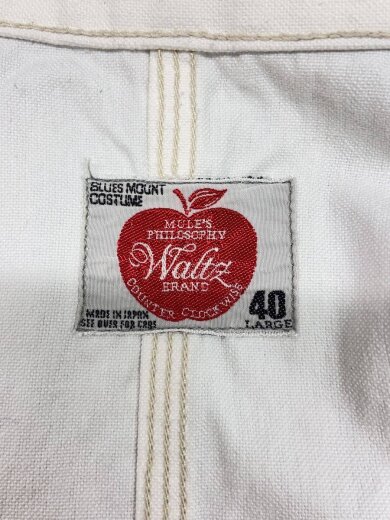 BLUES MOUNT
COSTUME
MULE'S
PHILOSOPHY
Waltz
BRAND
COUNTER CLOCKWISE
MADE IN JAPAN
SEE OVER FOR CARE
40
LARGE